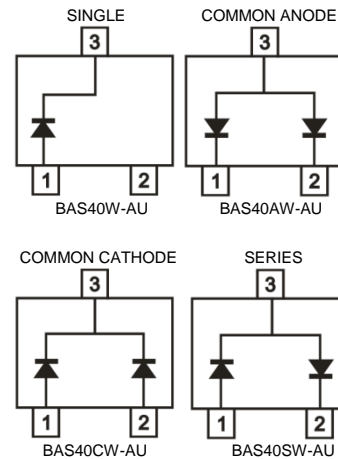 SINGLE
3
1 2
BAS40W-AU
COMMON ANODE
3
1 2
BAS40AW-AU
COMMON CATHODE
3
1 2
BAS40CW-AU
SERIES
3
1 2
BAS40SW-AU